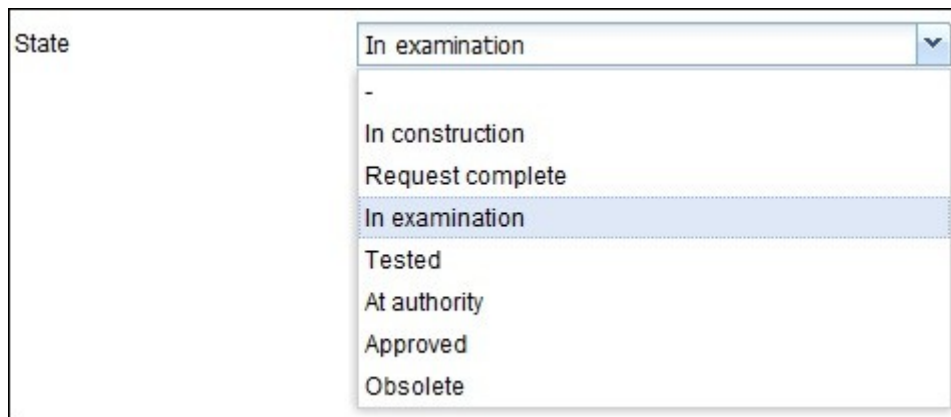 State
In examination
-
In construction
Request complete
In examination
Tested
At authority
Approved
Obsolete